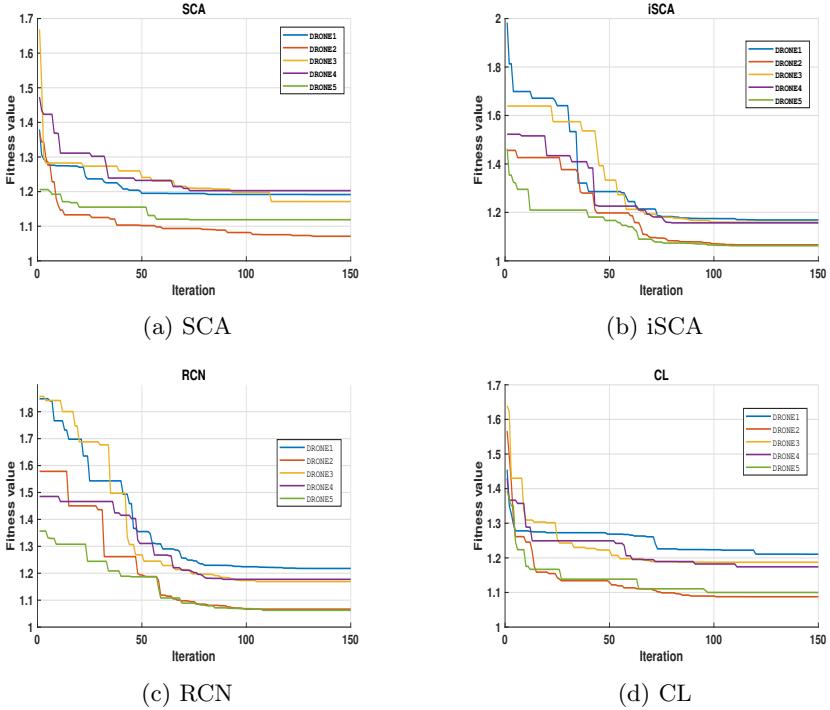 SCA
Fitness value
1.7
1.6
1.5
1.4
1.3
1.2
1.1
1
0
50
100
150
Iteration
DRONE1
DRONE2
DRONE3
DRONE4
DRONE5
(a) SCA
iSCA
Fitness value
2
1.8
1.6
1.4
1.2
1
0
50
100
150
Iteration
DRONE1
DRONE2
DRONE3
DRONE4
DRONE5
(b) iSCA
RCN
Fitness value
1.8
1.7
1.6
1.5
1.4
1.3
1.2
1.1
1
0
50
100
150
Iteration
DRONE1
DRONE2
DRONE3
DRONE4
DRONE5
(c) RCN
CL
Fitness value
1.7
1.6
1.5
1.4
1.3
1.2
1.1
1
0
50
100
150
Iteration
DRONE1
DRONE2
DRONE3
DRONE4
DRONE5
(d) CL